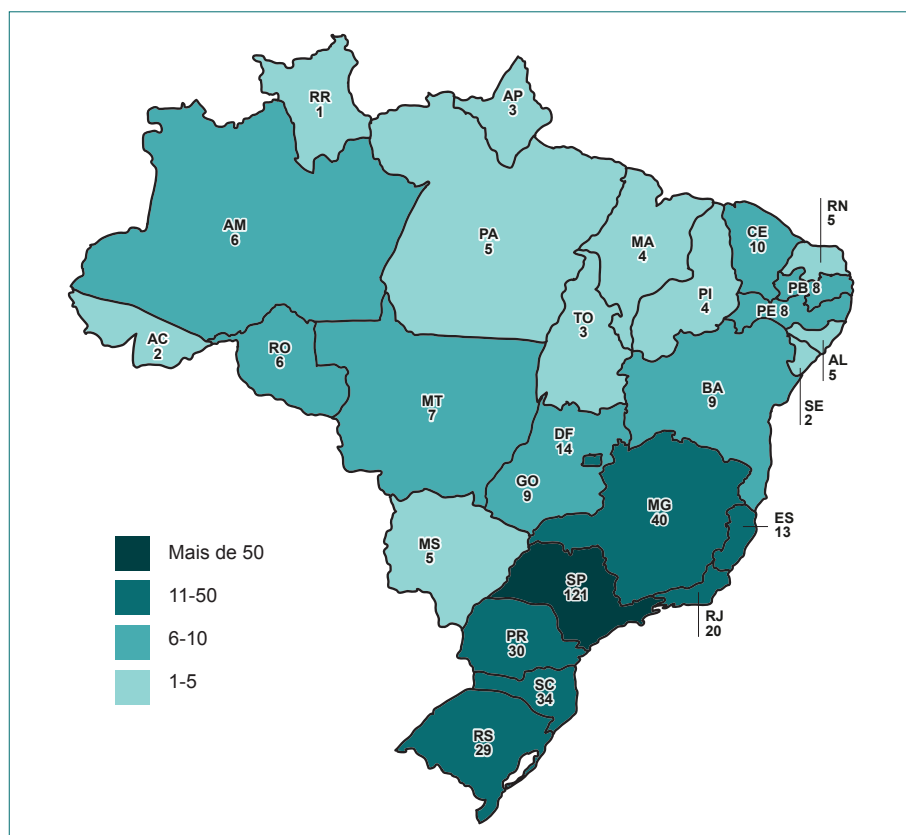 RR
1
AP
3
AM
6
PA
5
MA
4
CE
10
RN
5
PI
4
PB 8
PE 8
TO
3
AC
2
RO
6
AL
5
MT
7
BA
9
SE
2
DF
14
GO
9
MG
40
ES
13
MS
5
SP
121
RJ
20
PR
30
SC
34
RS
29
Mais de 50
11-50
6-10
1-5